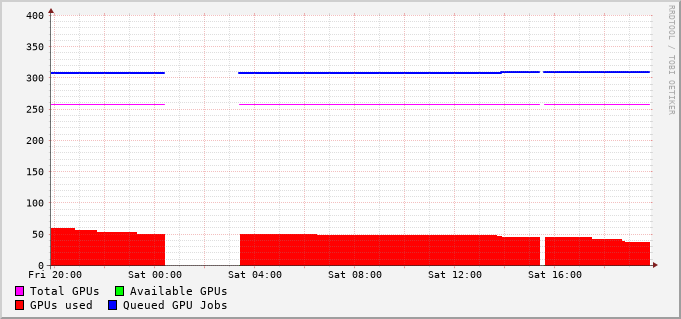 RRDTOOL / TOBI OETIKER
400
350
300
250
200
150
100
50
0
Fri 20:00 Sat 00:00 Sat 04:00 Sat 08:00 Sat 12:00 Sat 16:00
Total GPUs Available GPUs
GPUs used Queued GPU Jobs